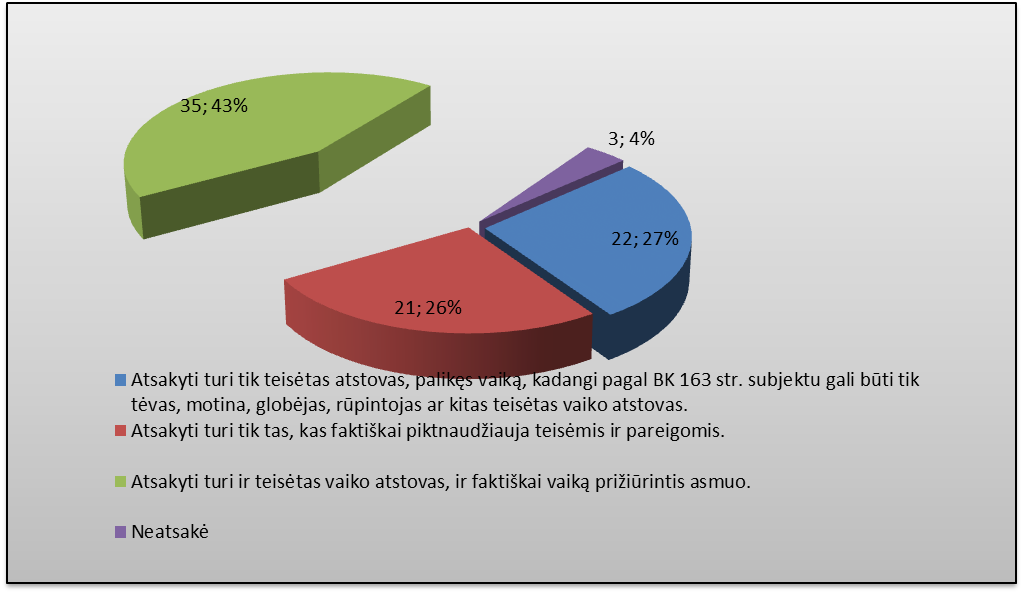 35; 43%
3; 4%
22; 27%
21; 26%
Atsakyti turi tik teisėtas atstovas, palikęs vaiką, kadangi pagal BK 163 str. subjektu gali būti tik
tėvas, motina, globėjas, rūpintojas ar kitas teisėtas vaiko atstovas.
Atsakyti turi tik tas, kas faktiškai piktnaudžiauja teisėmis ir pareigomis.
Atsakyti turi ir teisėtas vaiko atstovas, ir faktiškai vaiką prižiūrintis asmuo.
Neatsakė